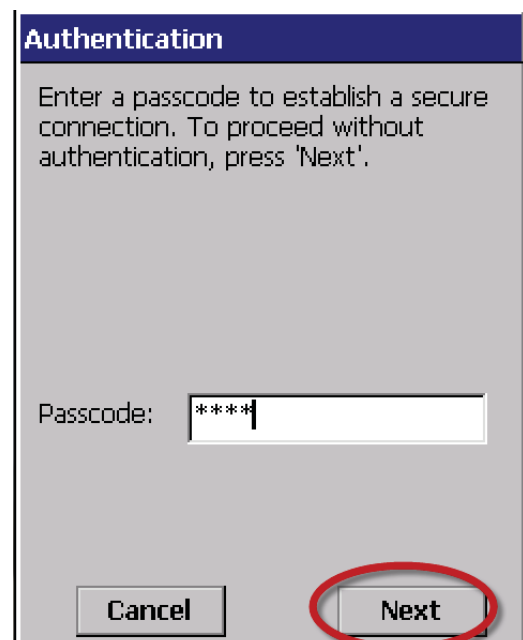 Authentication
Enter a passcode to establish a secure
connection. To proceed without
authentication, press 'Next'.
Passcode: ****
Cancel Next